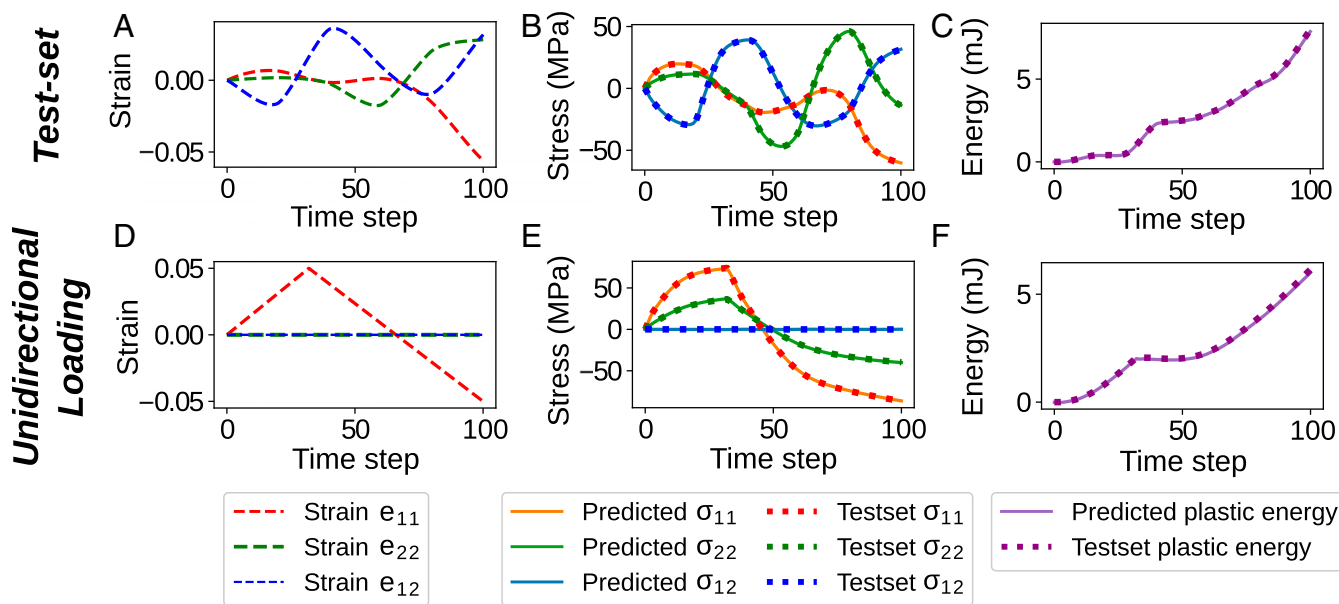 Test-set
A
Strain
0.00
−0.05
0
50
100
Time step
B
Stress (MPa)
50
0
−50
0
50
100
Time step
C
Energy (mJ)
5
0
0
50
100
Time step
Unidirectional
Loading
D
Strain
0.05
0.00
−0.05
0
50
100
Time step
E
Stress (MPa)
50
0
−50
0
50
100
Time step
F
Energy (mJ)
5
0
0
50
100
Time step
Strain e11
Strain e22
Strain e12
Predicted σ11
Predicted σ22
Predicted σ12
Testset σ11
Testset σ22
Testset σ12
Predicted plastic energy
Testset plastic energy